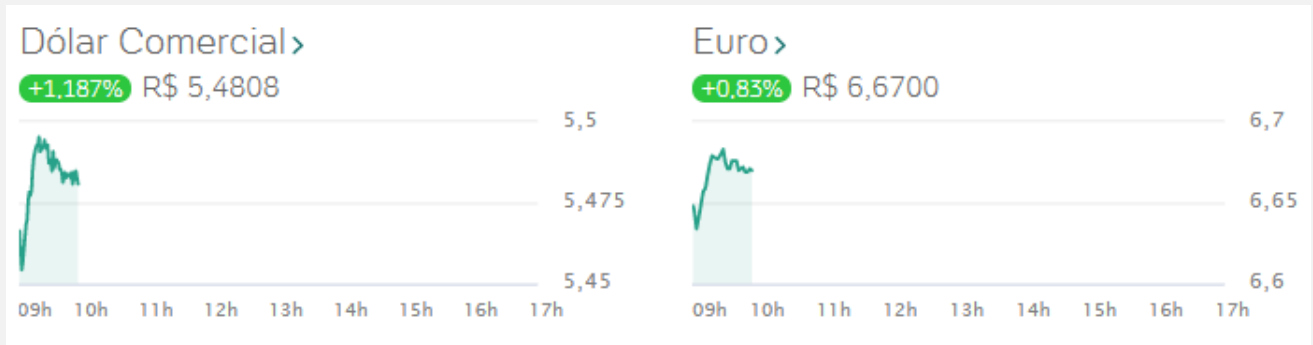 Dólar Comercial >
+1,187% R$ 5,4808
5,5
5,475
5,45
09h 10h 11h 12h 13h 14h 15h 16h 17h
Euro >
+0,83% R$ 6,6700
6,7
6,65
6,6
09h 10h 11h 12h 13h 14h 15h 16h 17h